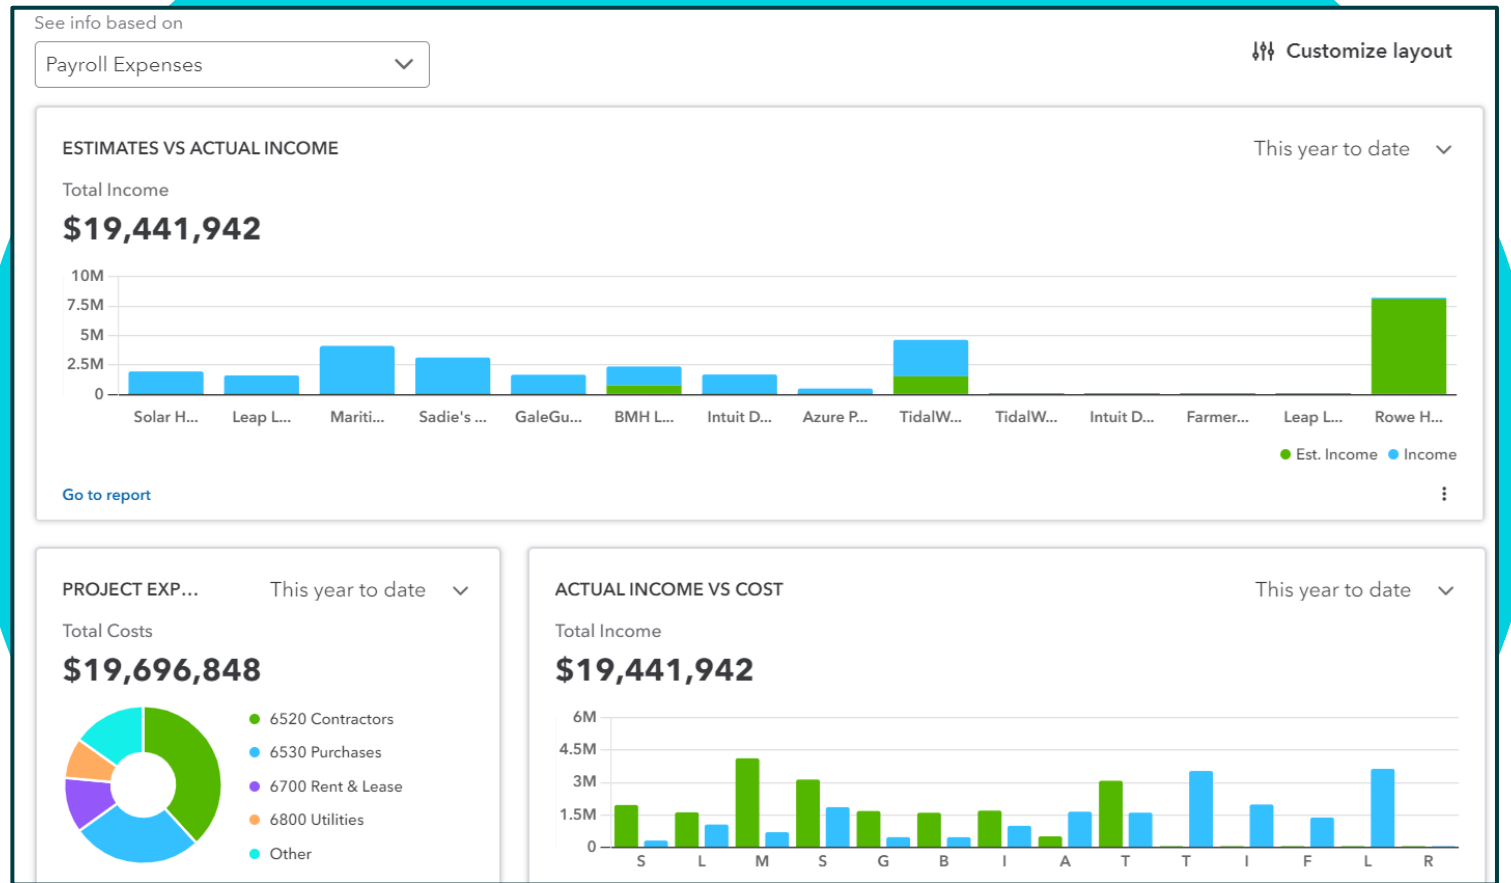 See info based on
Payroll Expenses
Customize layout
ESTIMATES VS ACTUAL INCOME
This year to date
Total Income
$19,441,942
10M
7.5M
5M
2.5M
0
Solar H... Leap L... Mariti... Sadie's ... GaleGu... BMH L... Intuit D... Azure P... TidalW... TidalW... Intuit D... Farmer... Leap L... Rowe H...
Est. Income Income
Go to report
PROJECT EXP...
This year to date
Total Costs
$19,696,848
6520 Contractors
6530 Purchases
6700 Rent & Lease
6800 Utilities
Other
ACTUAL INCOME VS COST
This year to date
Total Income
$19,441,942
6M
4.5M
3M
1.5M
0
S L M S G B I A T T I F L R